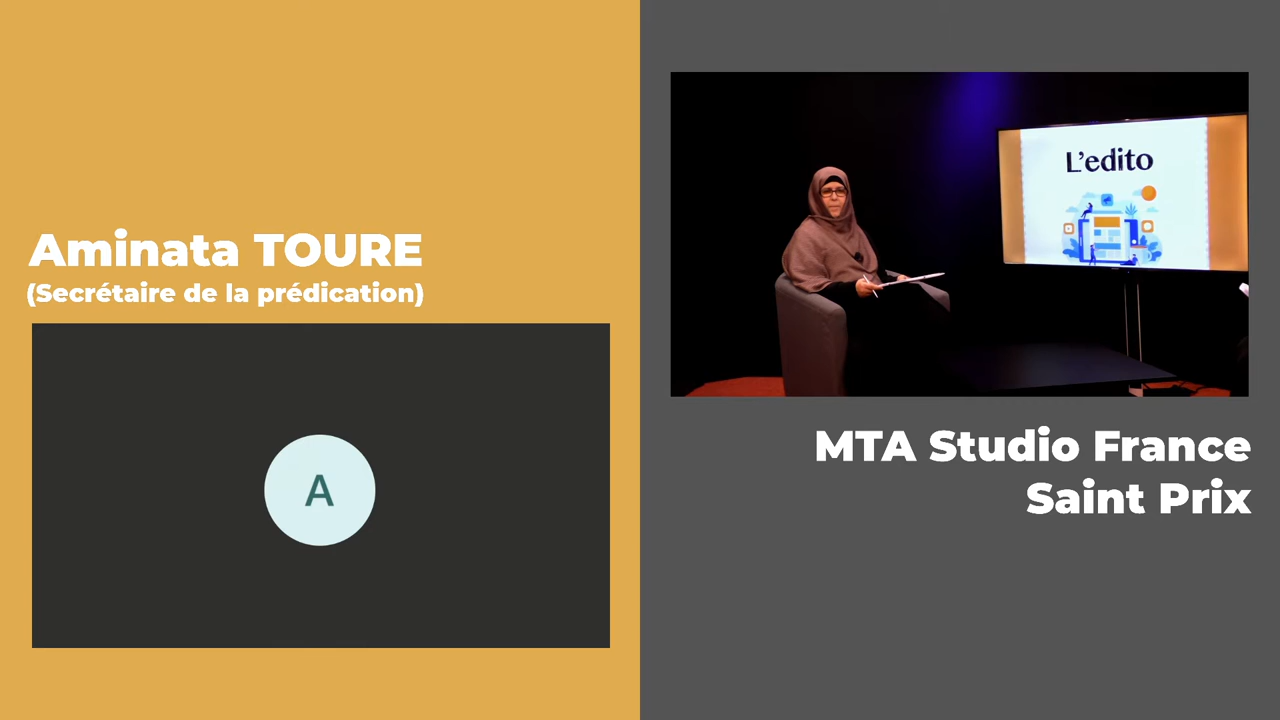 Aminata TOURE
(Secrétaire de la prédication)
A
L'edito
MTA Studio France
Saint Prix